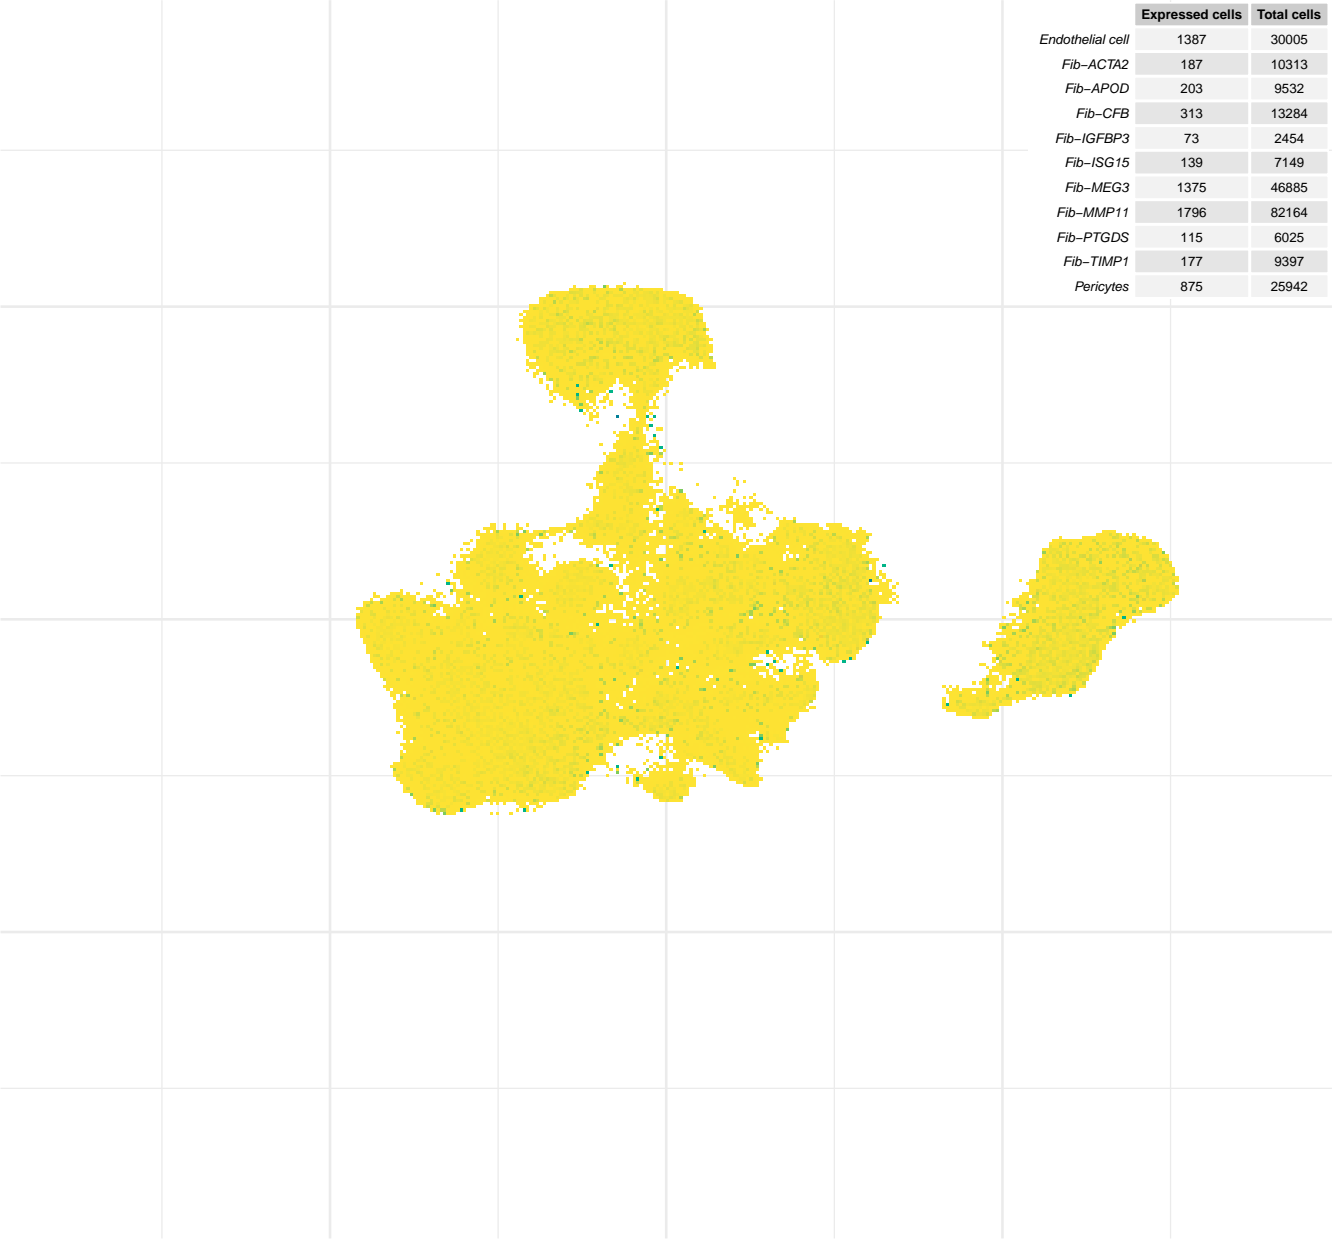 Expressed cells Total cells
Endothelial cell 1387 30005
Fib−ACTA2 187 10313
Fib−APOD 203 9532
Fib−CFB 313 13284
Fib−IGFBP3 73 2454
Fib−ISG15 139 7149
Fib−MEG3 1375 46885
Fib−MMP11 1796 82164
Fib−PTGDS 115 6025
Fib−TIMP1 177 9397
Pericytes 875 25942